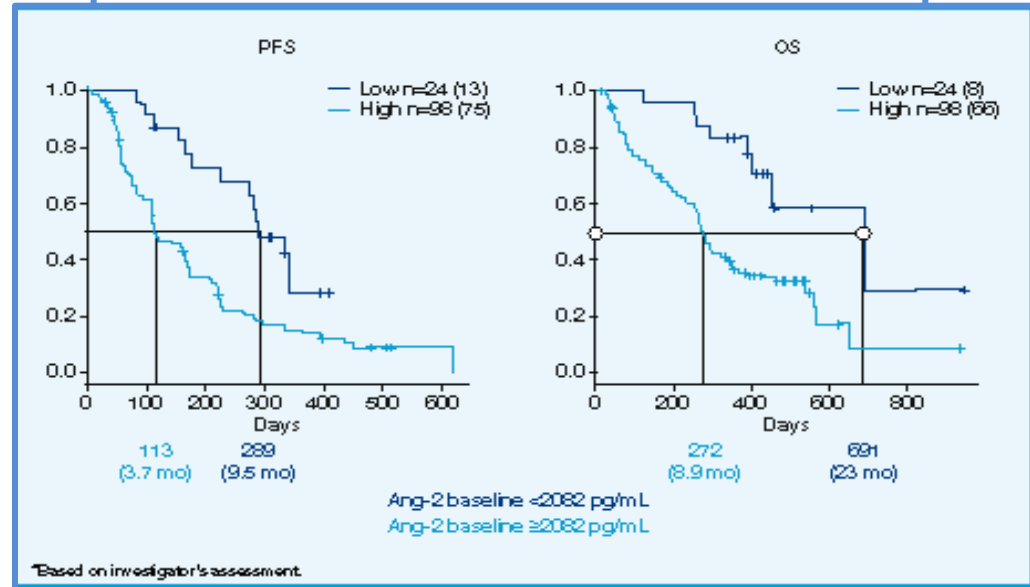 PFS
Low n=24 (13)
High n=98 (75)
1.0
0.8
0.6
0.4
0.2
0.0
0 100 200 300 400 500 600
Days
113
(3.7 mo)
289
(9.5 mo)
OS
Low n=24 (8)
High n=98 (66)
1.0
0.8
0.6
0.4
0.2
0.0
0 200 400 600 800
Days
272
(8.9 mo)
691
(23 mo)
Ang-2 baseline <2082 pg/mL
Ang-2 baseline ≥2082 pg/mL
*Based on investigator's assessment.